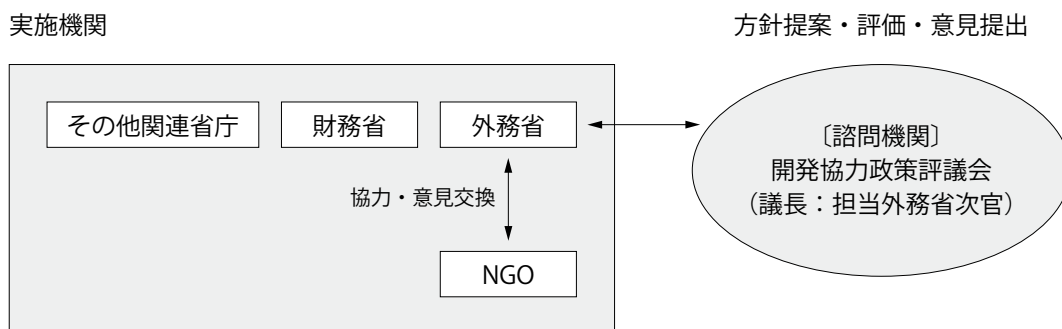 実施機関
方針提案・評価・意見提出
その他関連省庁
財務省
外務省
〔諮問機関〕
開発協力政策評議会
（議長：担当外務省次官）
協力・意見交換
NGO